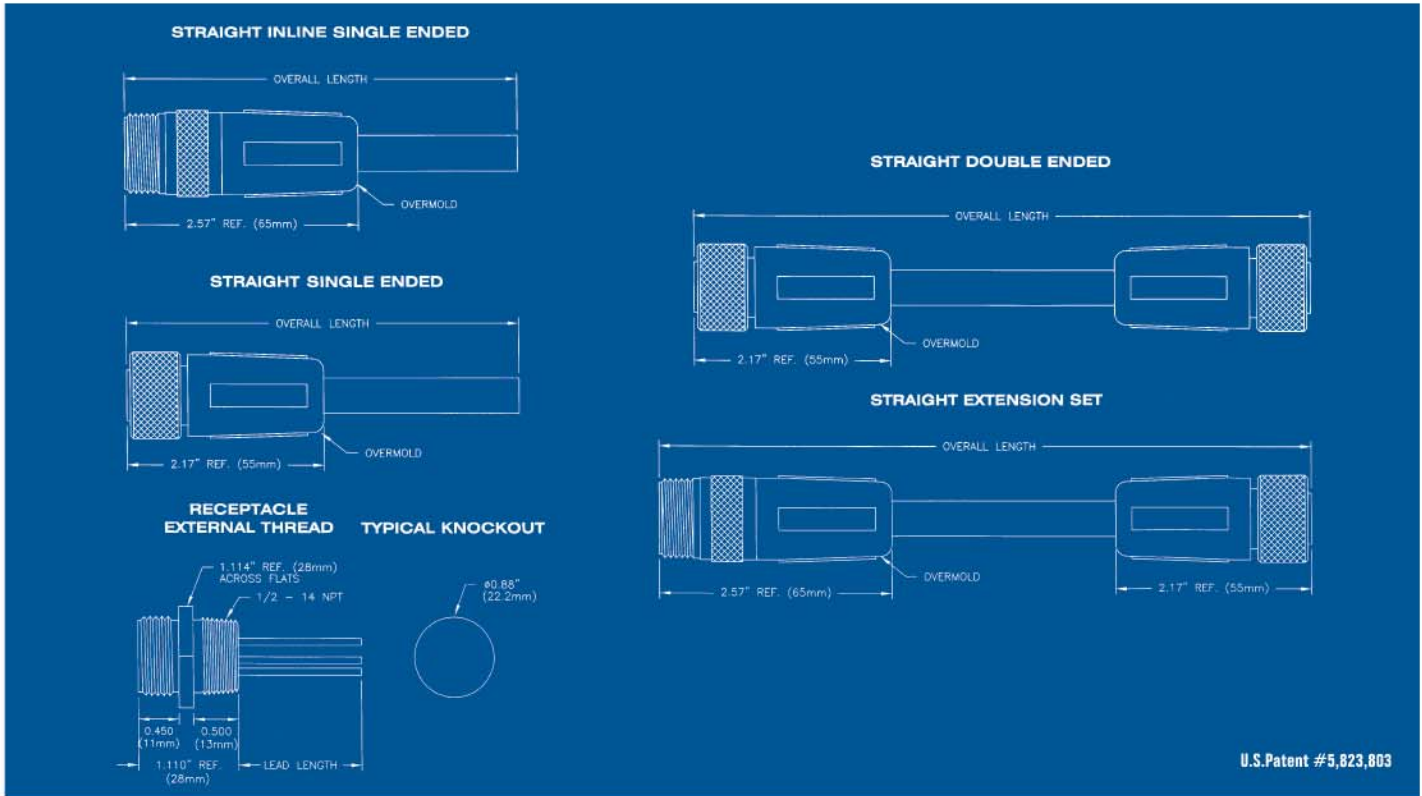 STRAIGHT INLINE SINGLE ENDED
OVERALL LENGTH
OVERMOLD
2.57" REF. (65mm)
STRAIGHT SINGLE ENDED
OVERALL LENGTH
OVERMOLD
2.17" REF. (55mm)
RECEPTACLE
EXTERNAL THREAD
1.114" REF. (28mm)
ACROSS FLATS
1/2 - 14 NPT
0.450
(11mm)
0.500
(13mm)
1.110" REF.
(28mm)
LEAD LENGTH
TYPICAL KNOCKOUT
ø0.88"
(22.2mm)
STRAIGHT DOUBLE ENDED
OVERALL LENGTH
OVERMOLD
2.17" REF. (55mm)
STRAIGHT EXTENSION SET
OVERALL LENGTH
OVERMOLD
2.57" REF. (65mm)
2.17" REF. (55mm)
U.S.Patent #5,823,803